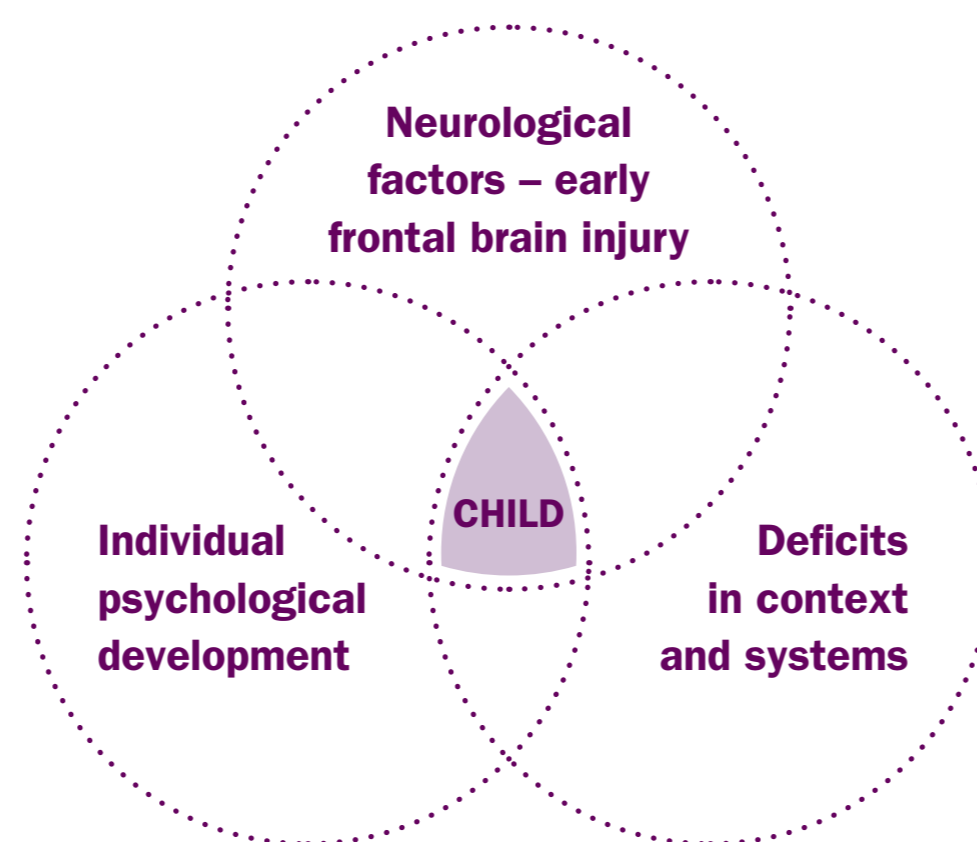 Neurological
factors – early
frontal brain injury
CHILD
Individual
psychological
development
Deficits
in context
and systems